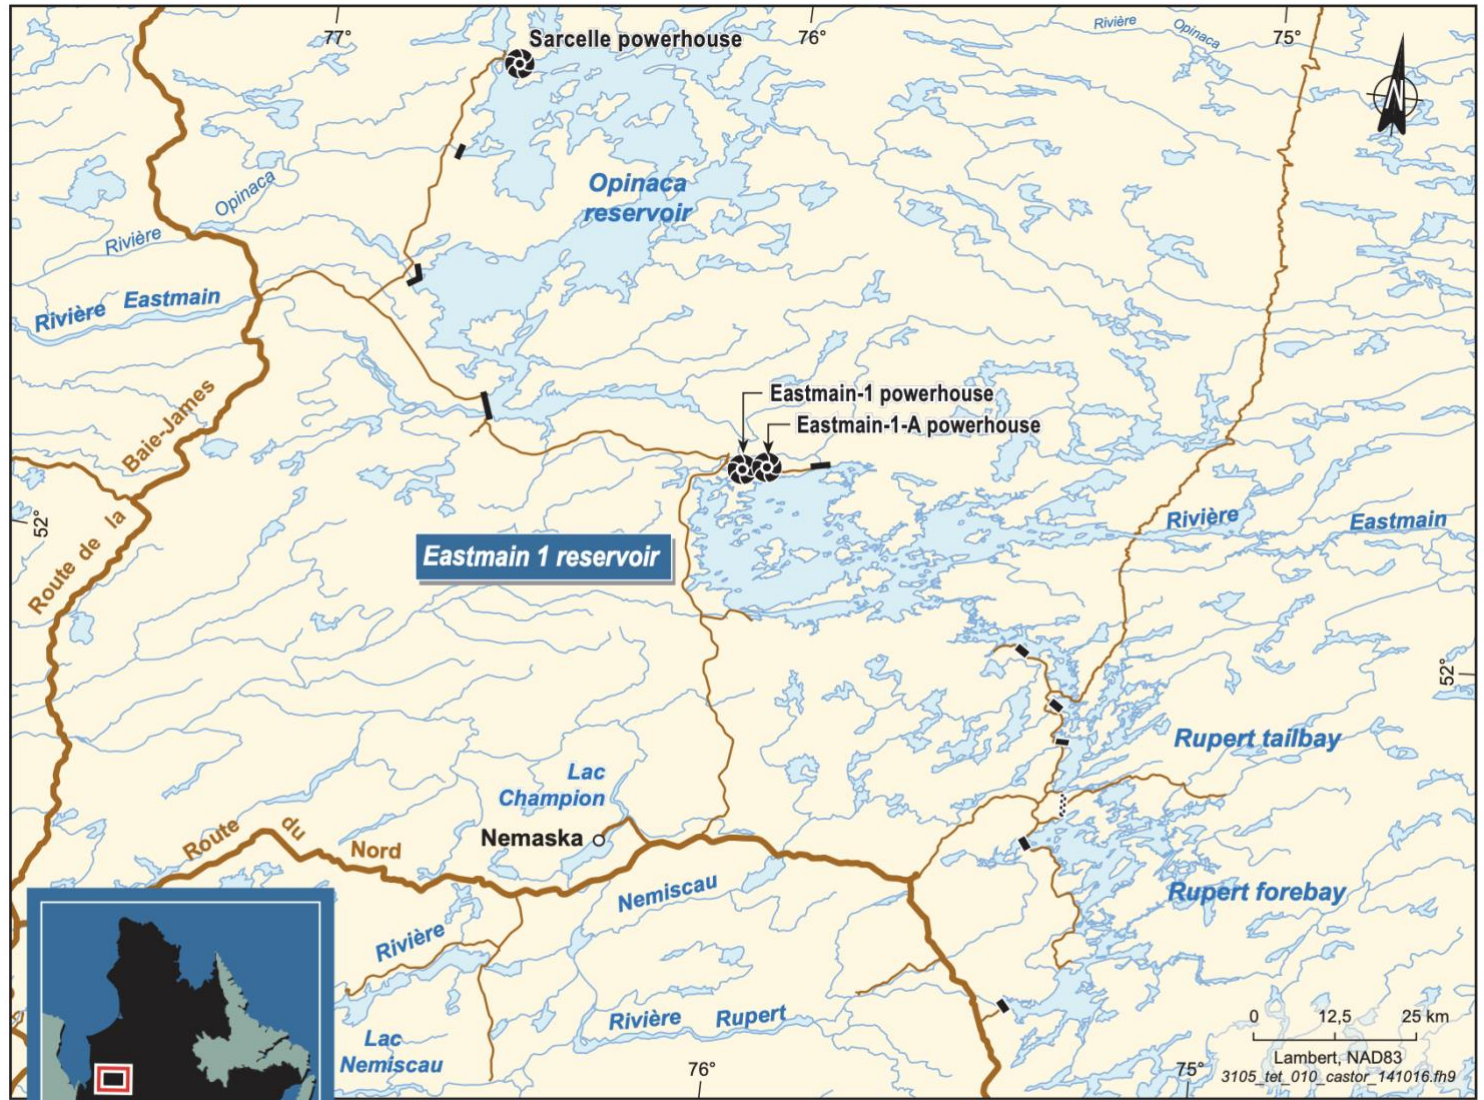 77°
Sarcelle powerhouse
76°
Rivière
Opinaca
75°
N
Opinaca
reservoir
Opinaca
Rivière
Rivière Eastmain
Eastmain-1 powerhouse
Eastmain-1-A powerhouse
Route de la Baie-James
52°
Rivière Eastmain
Eastmain 1 reservoir
52°
Rupert tailbay
Lac
Champion
Nemaska
Route du Nord
Rupert forebay
Rivière Nemiscau
Rivière Rupert
Lac
Nemiscau
0 12,5 25 km
Lambert, NAD83
3105_tet_010_castor_141016.fh9
76°
75°